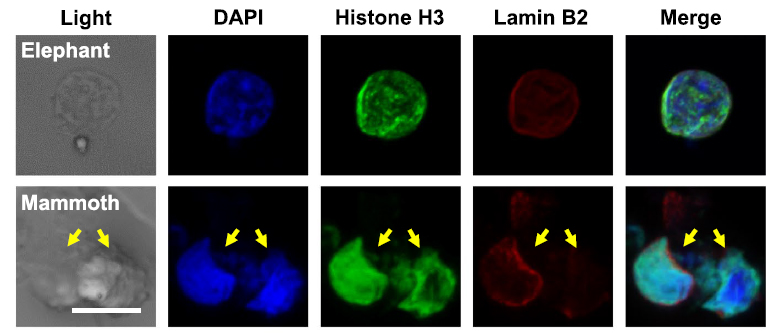 Light DAPI Histone H3 Lamin B2 Merge
Elephant
Mammoth